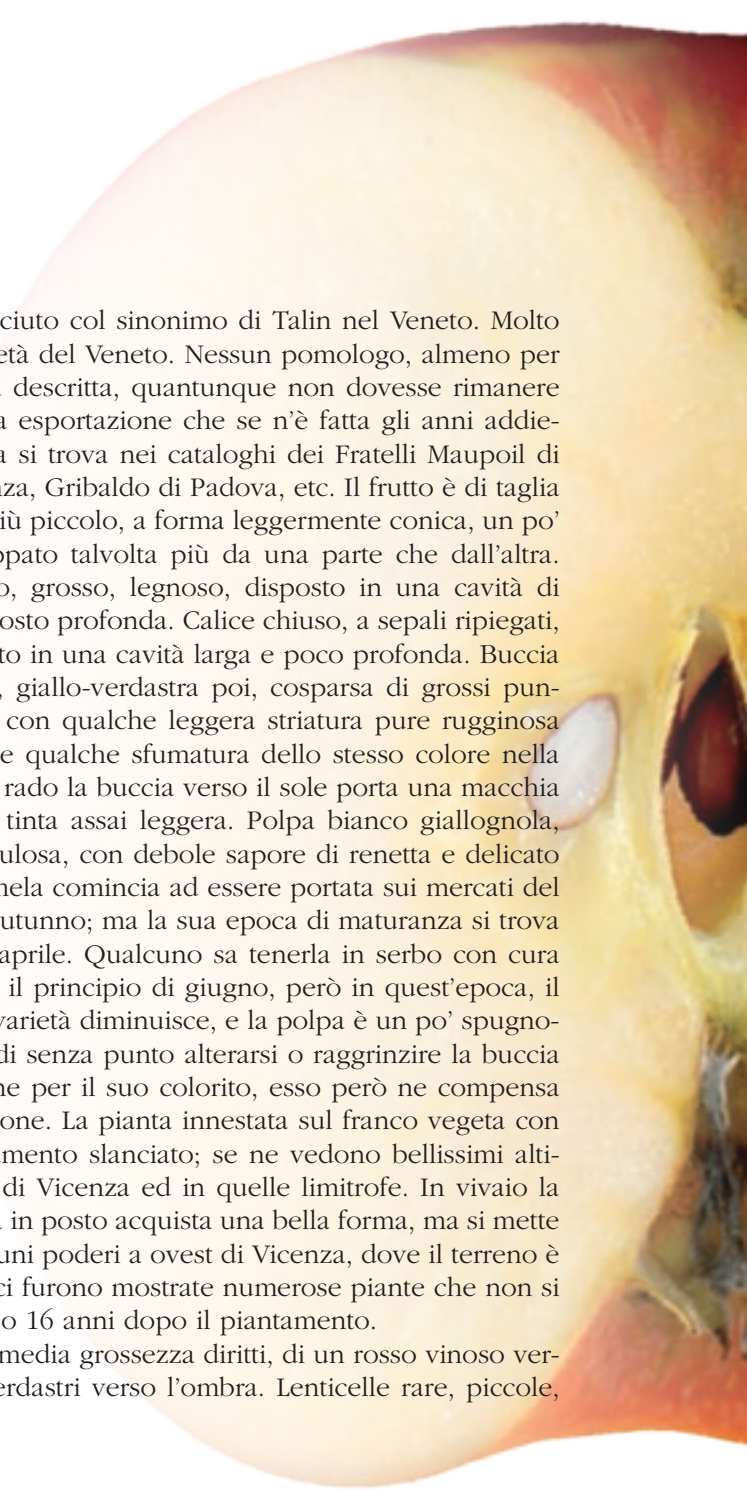 ciuto col sinonimo di Talin nel Veneto. Molto
età del Veneto. Nessun pomologo, almeno per
descritta, quantunque non dovesse rimanere
a esportazione che se n'è fatta gli anni addie-
a si trova nei cataloghi dei Fratelli Maupoil di
nza, Gribaldo di Padova, etc. Il frutto è di taglia
iù piccolo, a forma leggermente conica, un po'
ppato talvolta più da una parte che dall'altra.
o, grosso, legnoso, disposto in una cavità di
osto profonda. Calice chiuso, a sepali ripiegati,
to in una cavità larga e poco profonda. Buccia
, giallo-verdastra poi, cosparsa di grossi pun-
con qualche leggera striatura pure rugginosa
e qualche sfumatura dello stesso colore nella
rado la buccia verso il sole porta una macchia
tinta assai leggera. Polpa bianco giallognola,
ulosa, con debole sapore di renetta e delicato
mela comincia ad essere portata sui mercati del
utunno; ma la sua epoca di maturanza si trova
aprile. Qualcuno sa tenerla in serbo con cura
il principio di giugno, però in quest'epoca, il
varietà diminuisce, e la polpa è un po' spugno-
di senza punto alterarsi o raggrinzire la buccia
ne per il suo colorito, esso però ne compensa
one. La pianta innestata sul franco vegeta con
amento slanciato; se ne vedono bellissimi alti-
di Vicenza ed in quelle limitrofe. In vivaio la
a in posto acquista una bella forma, ma si mette
uni poderi a ovest di Vicenza, dove il terreno è
ci furono mostrate numerose piante che non si
o 16 anni dopo il piantamento.
media grossezza diritti, di un rosso vinoso ver-
erdastri verso l'ombra. Lenticelle rare, piccole,